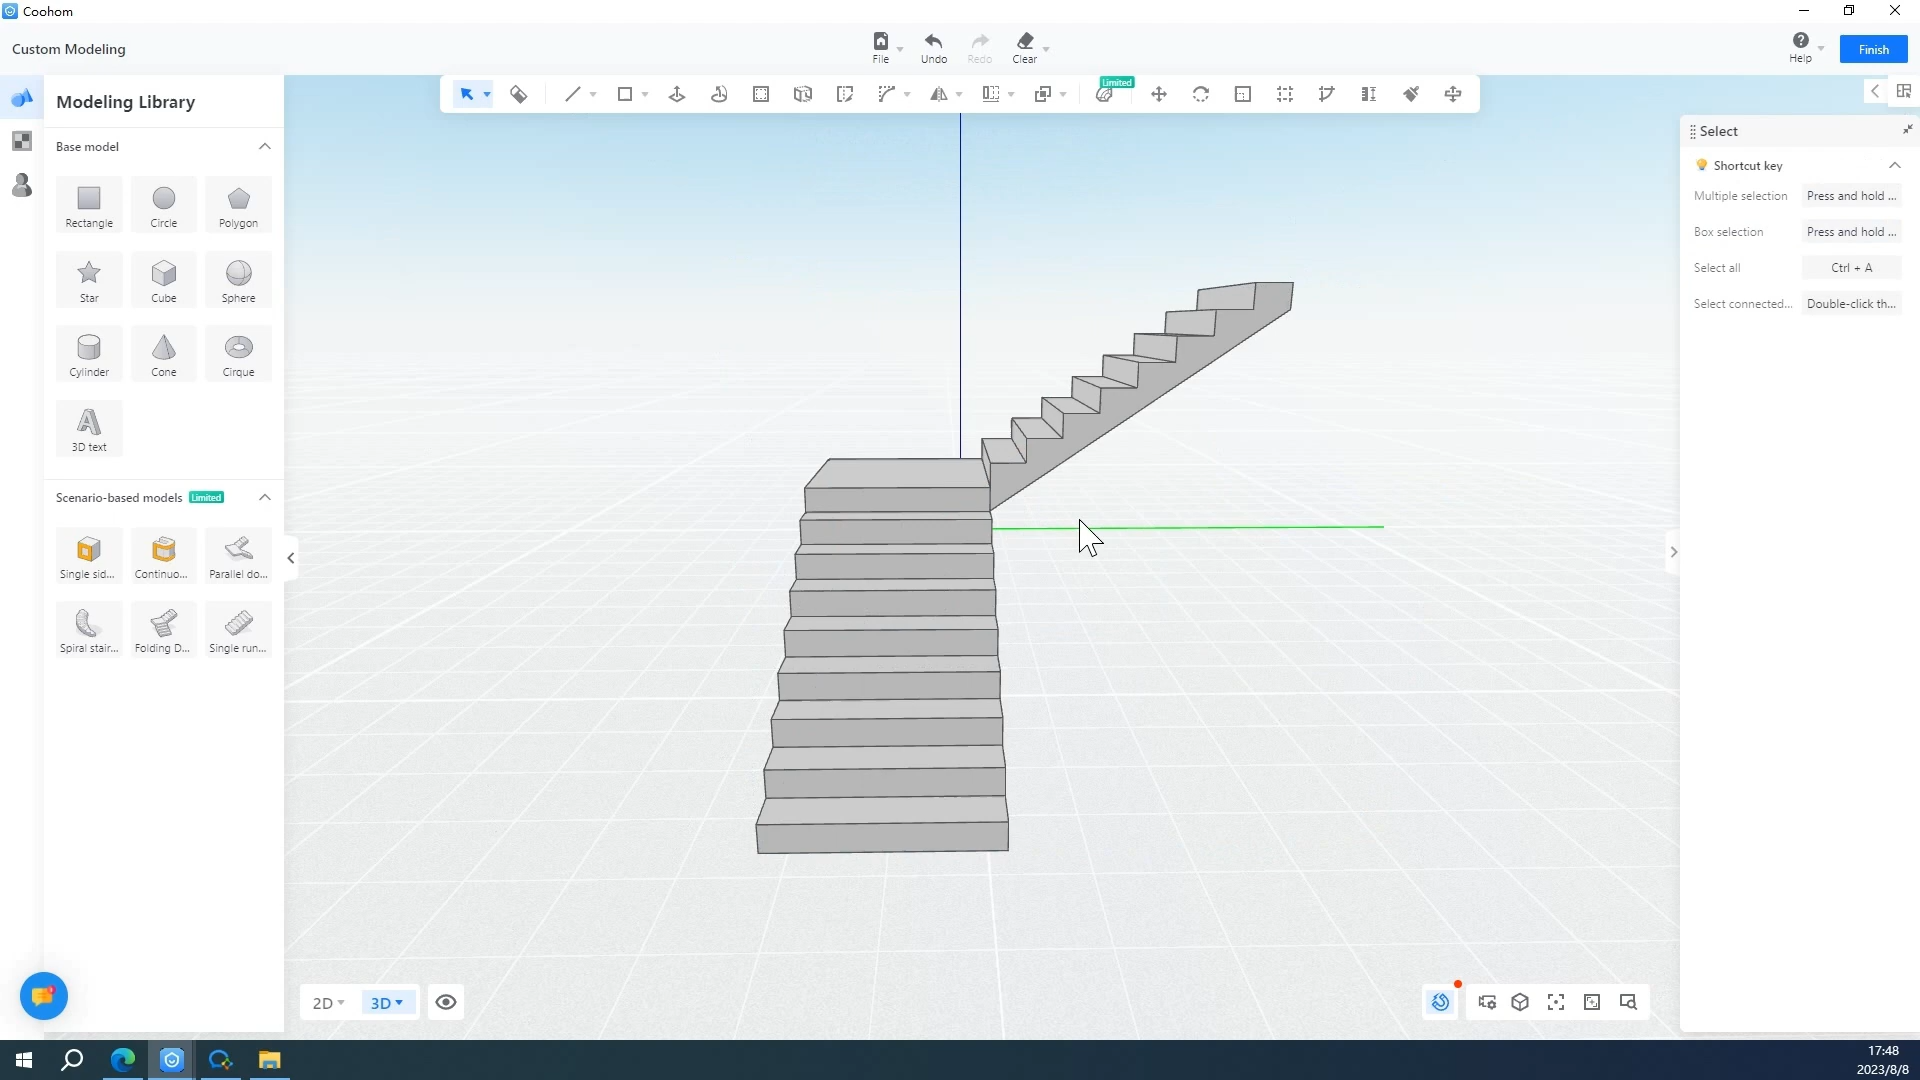 Coohom
Custom Modeling
File
Undo
Redo
Clear
Help
Finish
Modeling Library
Limited
Select
Base model
Shortcut key
Rectangle
Circle
Polygon
Multiple selection
Press and hold ...
Box selection
Press and hold ...
Star
Cube
Sphere
Select all
Ctrl + A
Select connected...
Double-click th...
Cylinder
Cone
Cirque
3D text
Scenario-based models Limited
Single sid...
Continuo...
Parallel do...
Spiral stair...
Folding D...
Single run...
2D
3D
17:48
2023/8/8